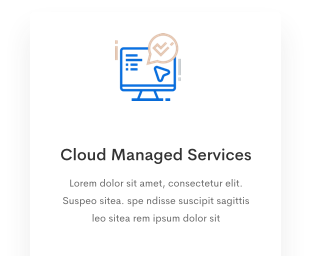 Cloud Managed Services
Lorem dolor sit amet, consectetur elit.
Suspeo sitea. spe ndisse suscipit sagittis
leo sitea rem ipsum dolor sit